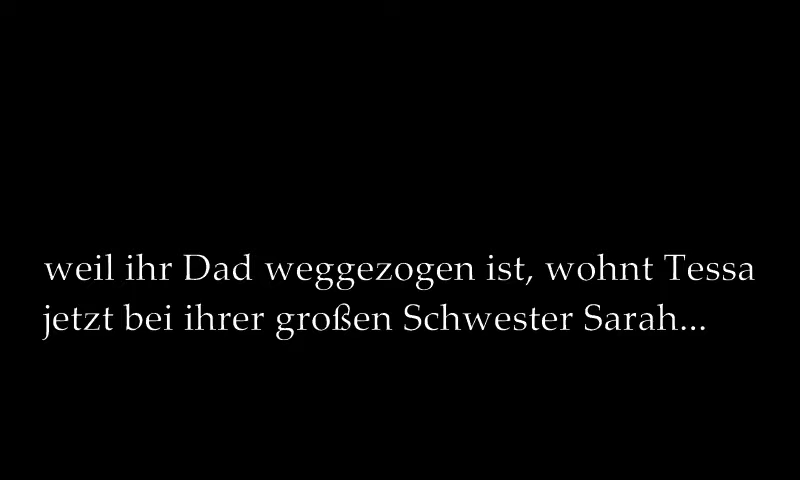 weil ihr Dad weggezogen ist, wohnt Tessa
jetzt bei ihrer großen Schwester Sarah...